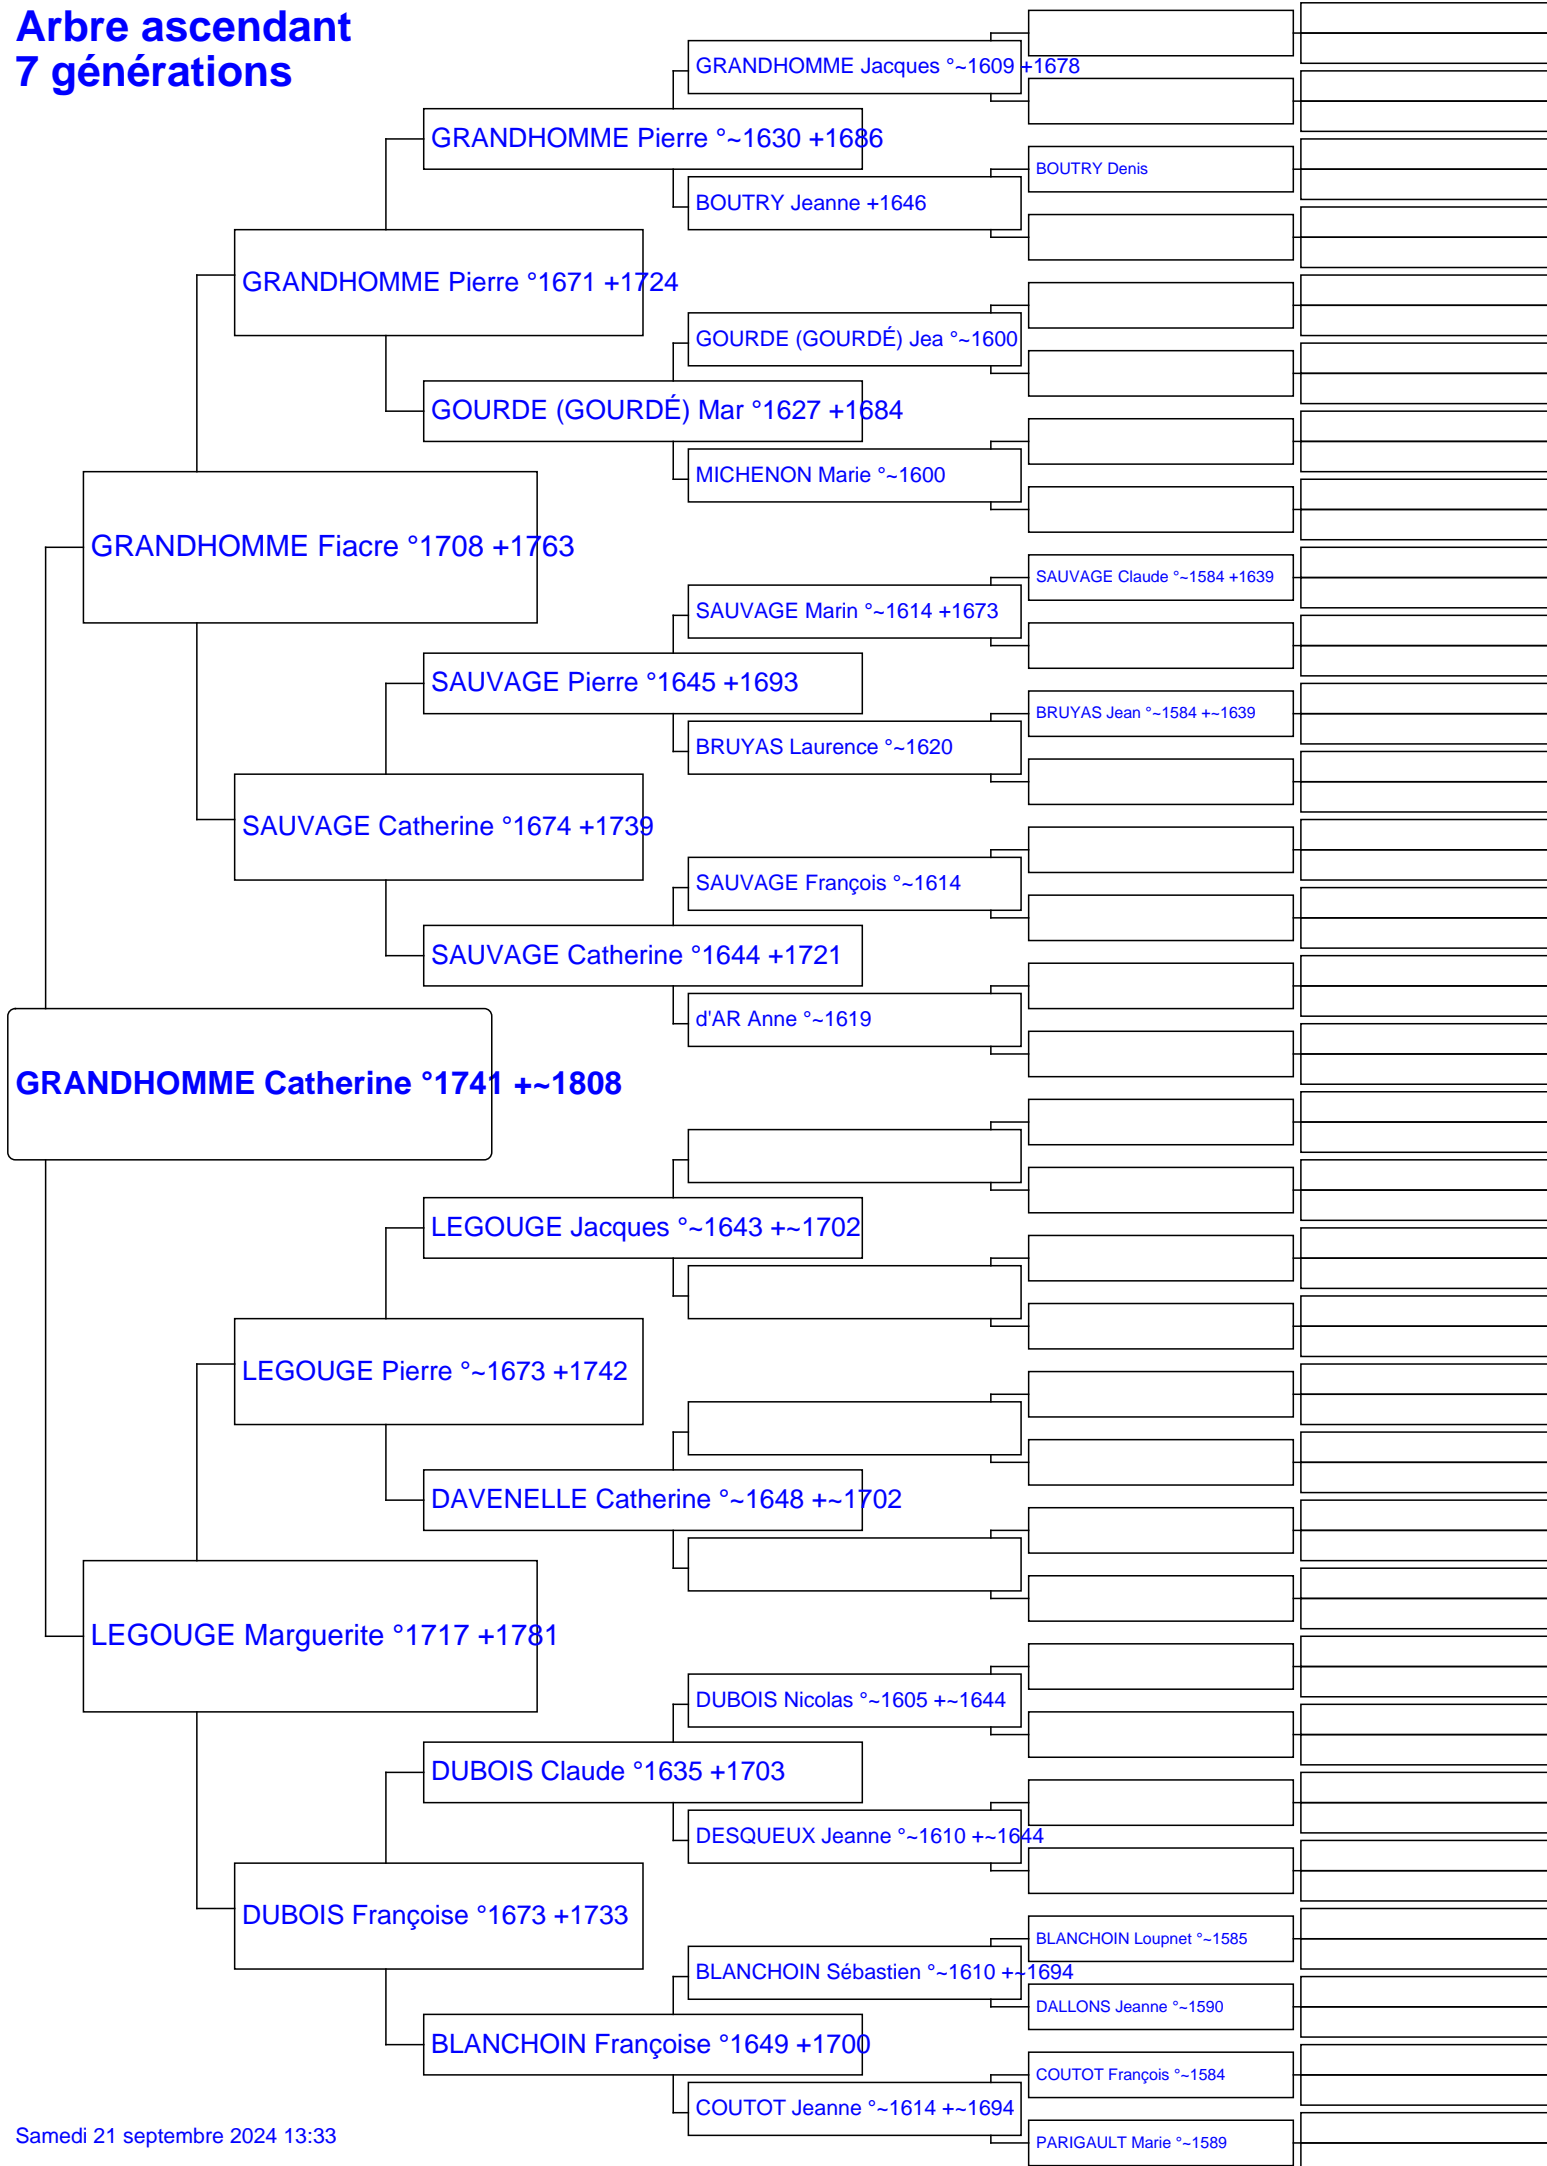 Arbre ascendant
7 générations
GRANDHOMME Jacques °~1609 +1678
GRANDHOMME Pierre °~1630 +1686
BOUTRY Denis
BOUTRY Jeanne +1646
GRANDHOMME Pierre °1671 +1724
GOURDE (GOURDÉ) Jea °~1600
GOURDE (GOURDÉ) Mar °1627 +1684
MICHENON Marie °~1600
GRANDHOMME Fiacre °1708 +1763
SAUVAGE Claude °~1584 +1639
SAUVAGE Marin °~1614 +1673
SAUVAGE Pierre °1645 +1693
BRUYAS Jean °~1584 +~1639
BRUYAS Laurence °~1620
SAUVAGE Catherine °1674 +1739
SAUVAGE François °~1614
SAUVAGE Catherine °1644 +1721
d'AR Anne °~1619
GRANDHOMME Catherine °1741 +~1808
LEGOUGE Jacques °~1643 +~1702
LEGOUGE Pierre °~1673 +1742
DAVENELLE Catherine °~1648 +~1702
LEGOUGE Marguerite °1717 +1781
DUBOIS Nicolas °~1605 +~1644
DUBOIS Claude °1635 +1703
DESQUEUX Jeanne °~1610 +~1644
DUBOIS Françoise °1673 +1733
BLANCHOIN Loupnet °~1585
BLANCHOIN Sébastien °~1610 +~1694
DALLONS Jeanne °~1590
BLANCHOIN Françoise °1649 +1700
COUTOT François °~1584
COUTOT Jeanne °~1614 +~1694
PARIGAULT Marie °~1589
Samedi 21 septembre 2024 13:33